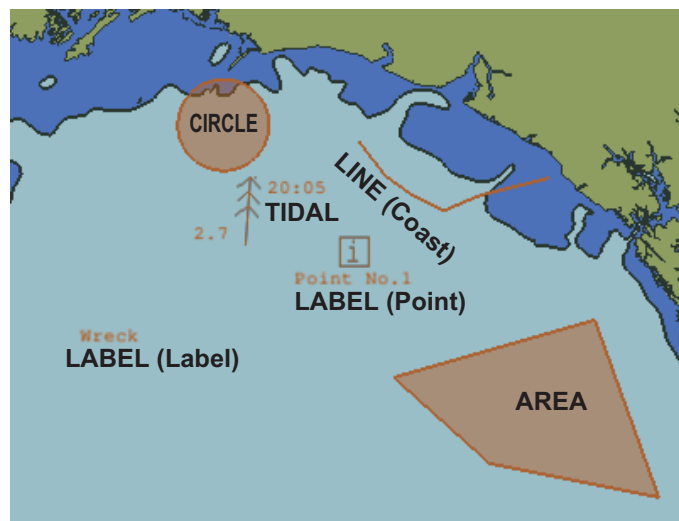 CIRCLE
20:05
TIDAL
2.7
LINE (Coast)
i
Point No.1
LABEL (Point)
Wreck
LABEL (Label)
AREA